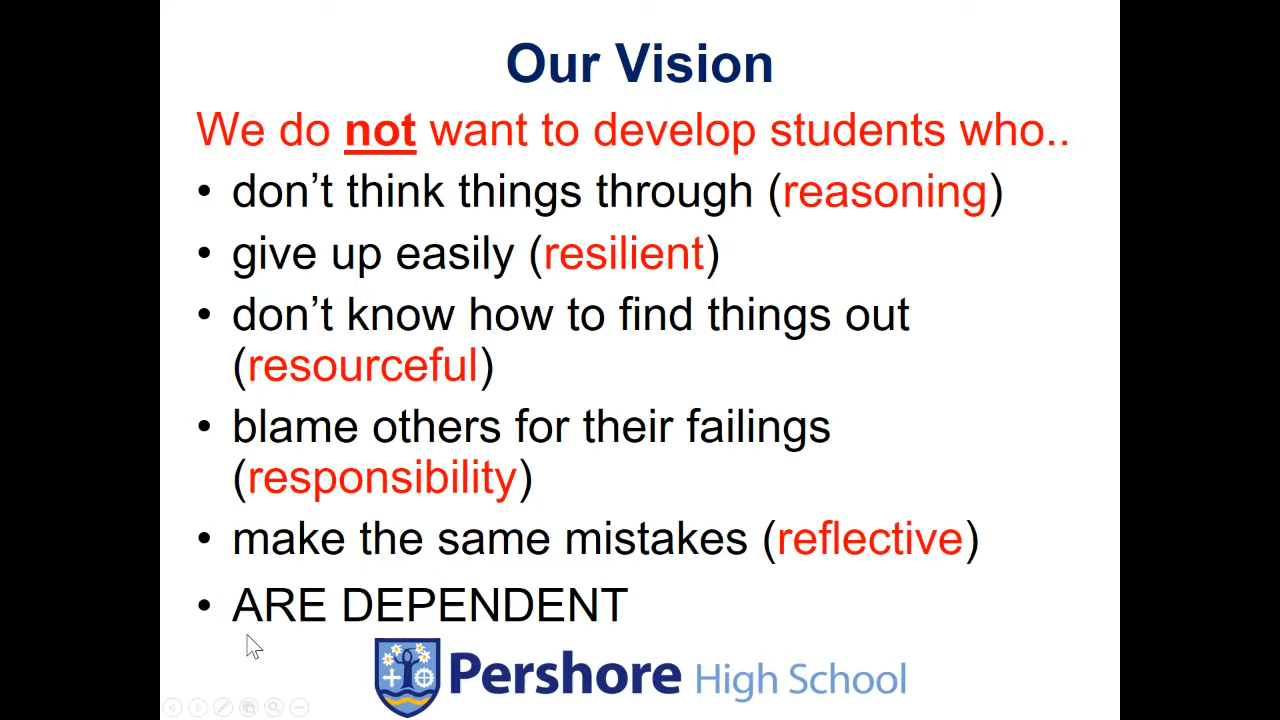 Our Vision
We do not want to develop students who..
• don’t think things through (reasoning)
• give up easily (resilient)
• don’t know how to find things out
(resourceful)
• blame others for their failings
(responsibility)
• make the same mistakes (reflective)
• ARE DEPENDENT
Pershore High School